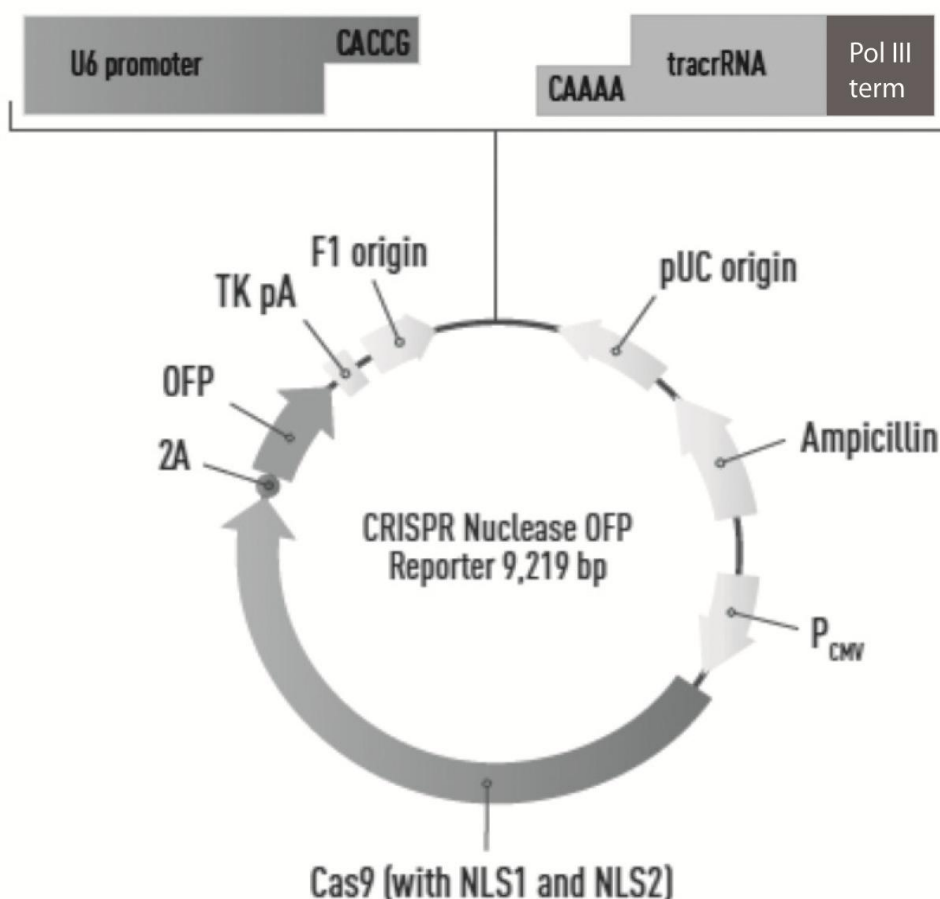 U6 promoter
CACCG
CAAAA
tracrRNA
Pol III
term
F1 origin
pUC origin
TK pA
OFP
Ampicillin
2A
CRISPR Nuclease OFP
Reporter 9,219 bp
PCMV
Cas9 (with NLS1 and NLS2)